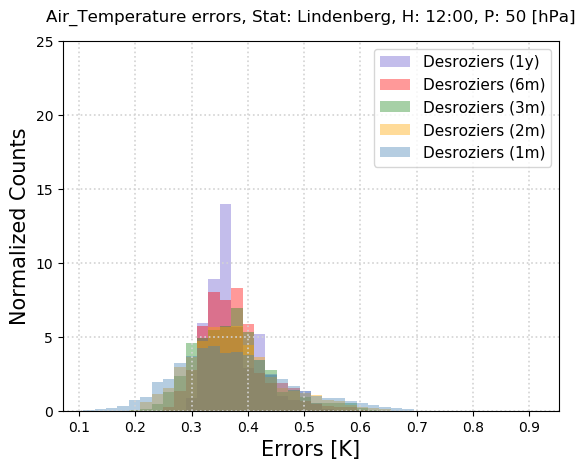 Air_Temperature errors, Stat: Lindenberg, H: 12:00, P: 50 [hPa]
25
20
15
10
5
0
Normalized Counts
Desroziers (1y)
Desroziers (6m)
Desroziers (3m)
Desroziers (2m)
Desroziers (1m)
0.1 0.2 0.3 0.4 0.5 0.6 0.7 0.8 0.9
Errors [K]